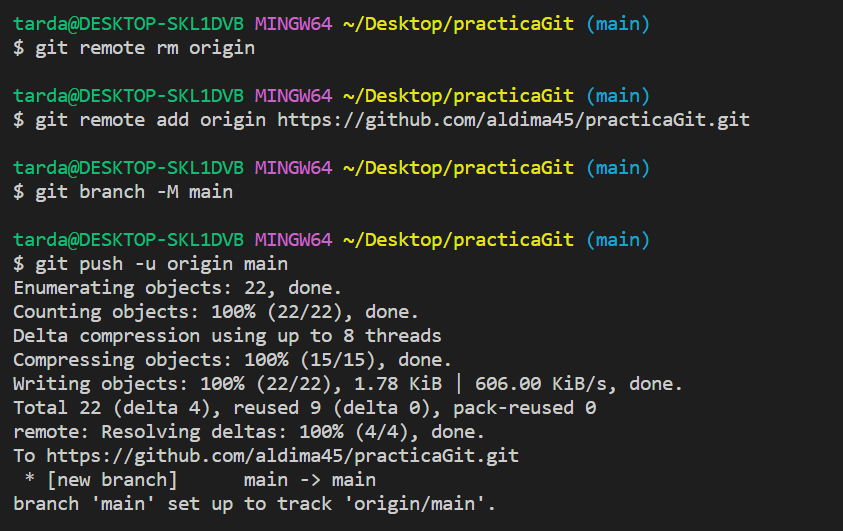 tarda@DESKTOP-SKL1DVB MINGW64 ~/Desktop/practicaGit (main)
$ git remote rm origin
tarda@DESKTOP-SKL1DVB MINGW64 ~/Desktop/practicaGit (main)
$ git remote add origin https://github.com/aldima45/practicaGit.git
tarda@DESKTOP-SKL1DVB MINGW64 ~/Desktop/practicaGit (main)
$ git branch -M main
tarda@DESKTOP-SKL1DVB MINGW64 ~/Desktop/practicaGit (main)
$ git push -u origin main
Enumerating objects: 22, done.
Counting objects: 100% (22/22), done.
Delta compression using up to 8 threads
Compressing objects: 100% (15/15), done.
Writing objects: 100% (22/22), 1.78 KiB | 606.00 KiB/s, done.
Total 22 (delta 4), reused 9 (delta 0), pack-reused 0
remote: Resolving deltas: 100% (4/4), done.
To https://github.com/aldima45/practicaGit.git
 * [new branch]      main -> main
branch 'main' set up to track 'origin/main'.